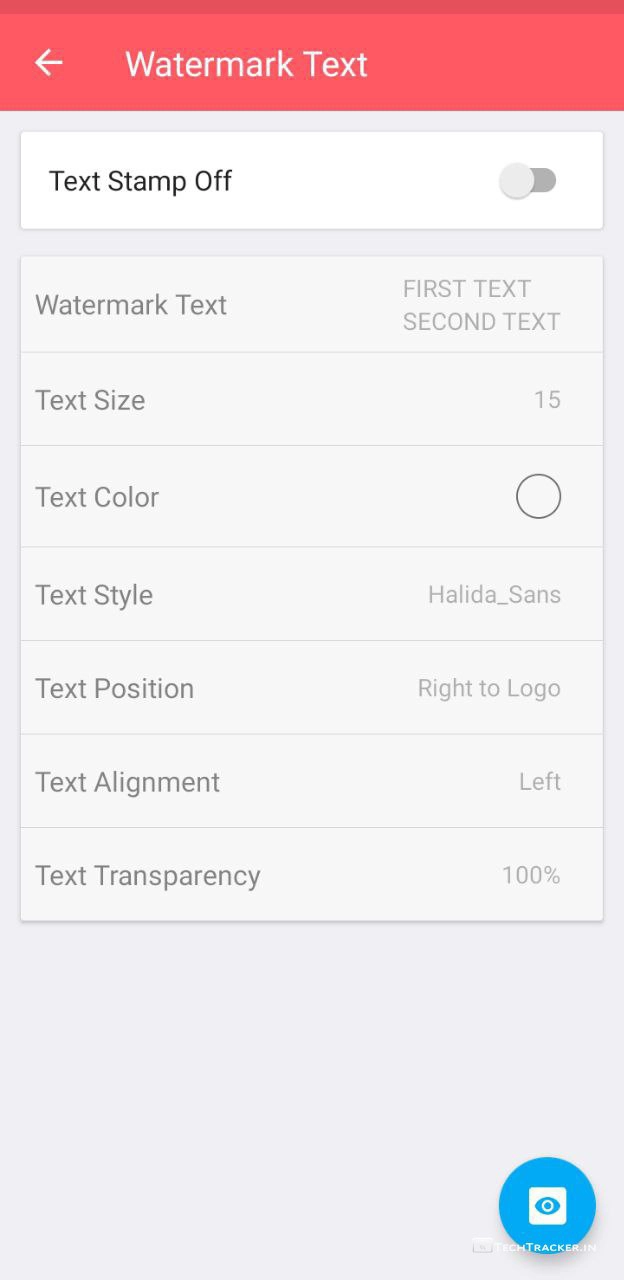 Watermark Text
Text Stamp Off
Watermark Text
FIRST TEXT
SECOND TEXT
Text Size
15
Text Color
Text Style
Halida_Sans
Text Position
Right to Logo
Text Alignment
Left
Text Transparency
100%
TECHTRACKER.IN